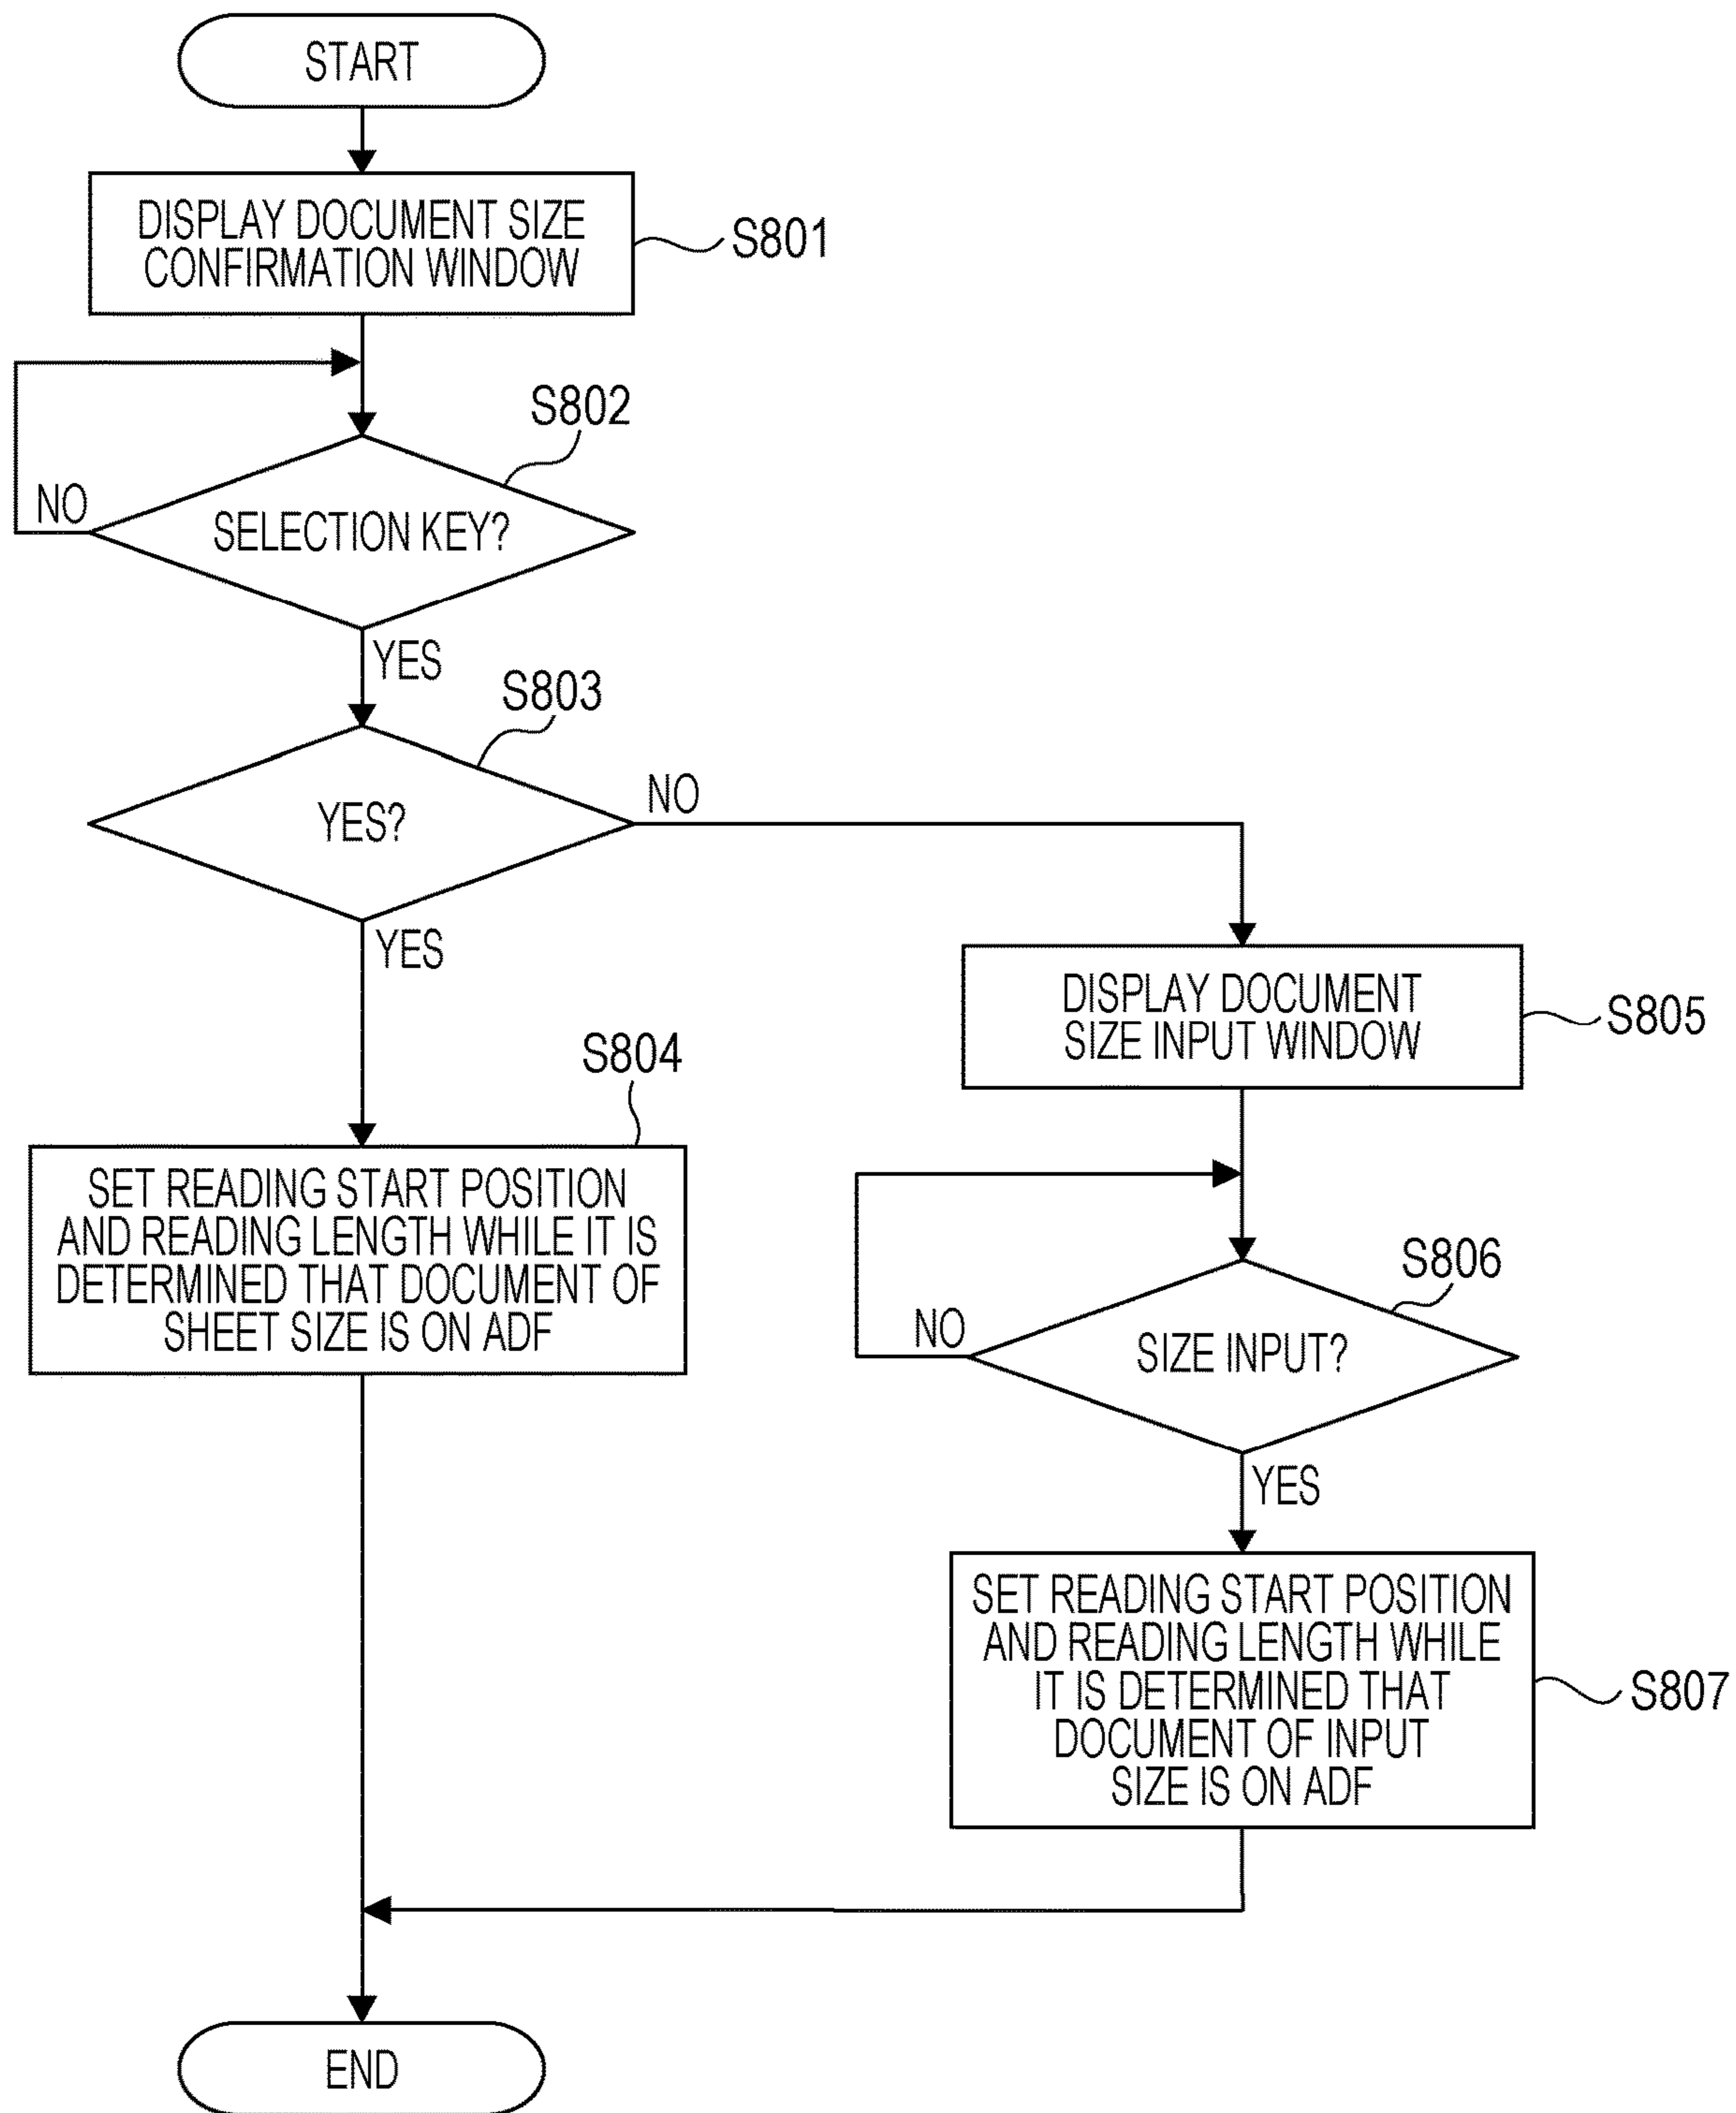 START
DISPLAY DOCUMENT SIZE
CONFIRMATION WINDOW
S801
S802
NO
SELECTION KEY?
YES
S803
NO
YES?
YES
DISPLAY DOCUMENT
SIZE INPUT WINDOW
S805
S804
SET READING START POSITION
AND READING LENGTH WHILE IT IS
DETERMINED THAT DOCUMENT OF
SHEET SIZE IS ON ADF
S806
NO
SIZE INPUT?
YES
SET READING START POSITION
AND READING LENGTH WHILE
IT IS DETERMINED THAT
DOCUMENT OF INPUT
SIZE IS ON ADF
S807
END